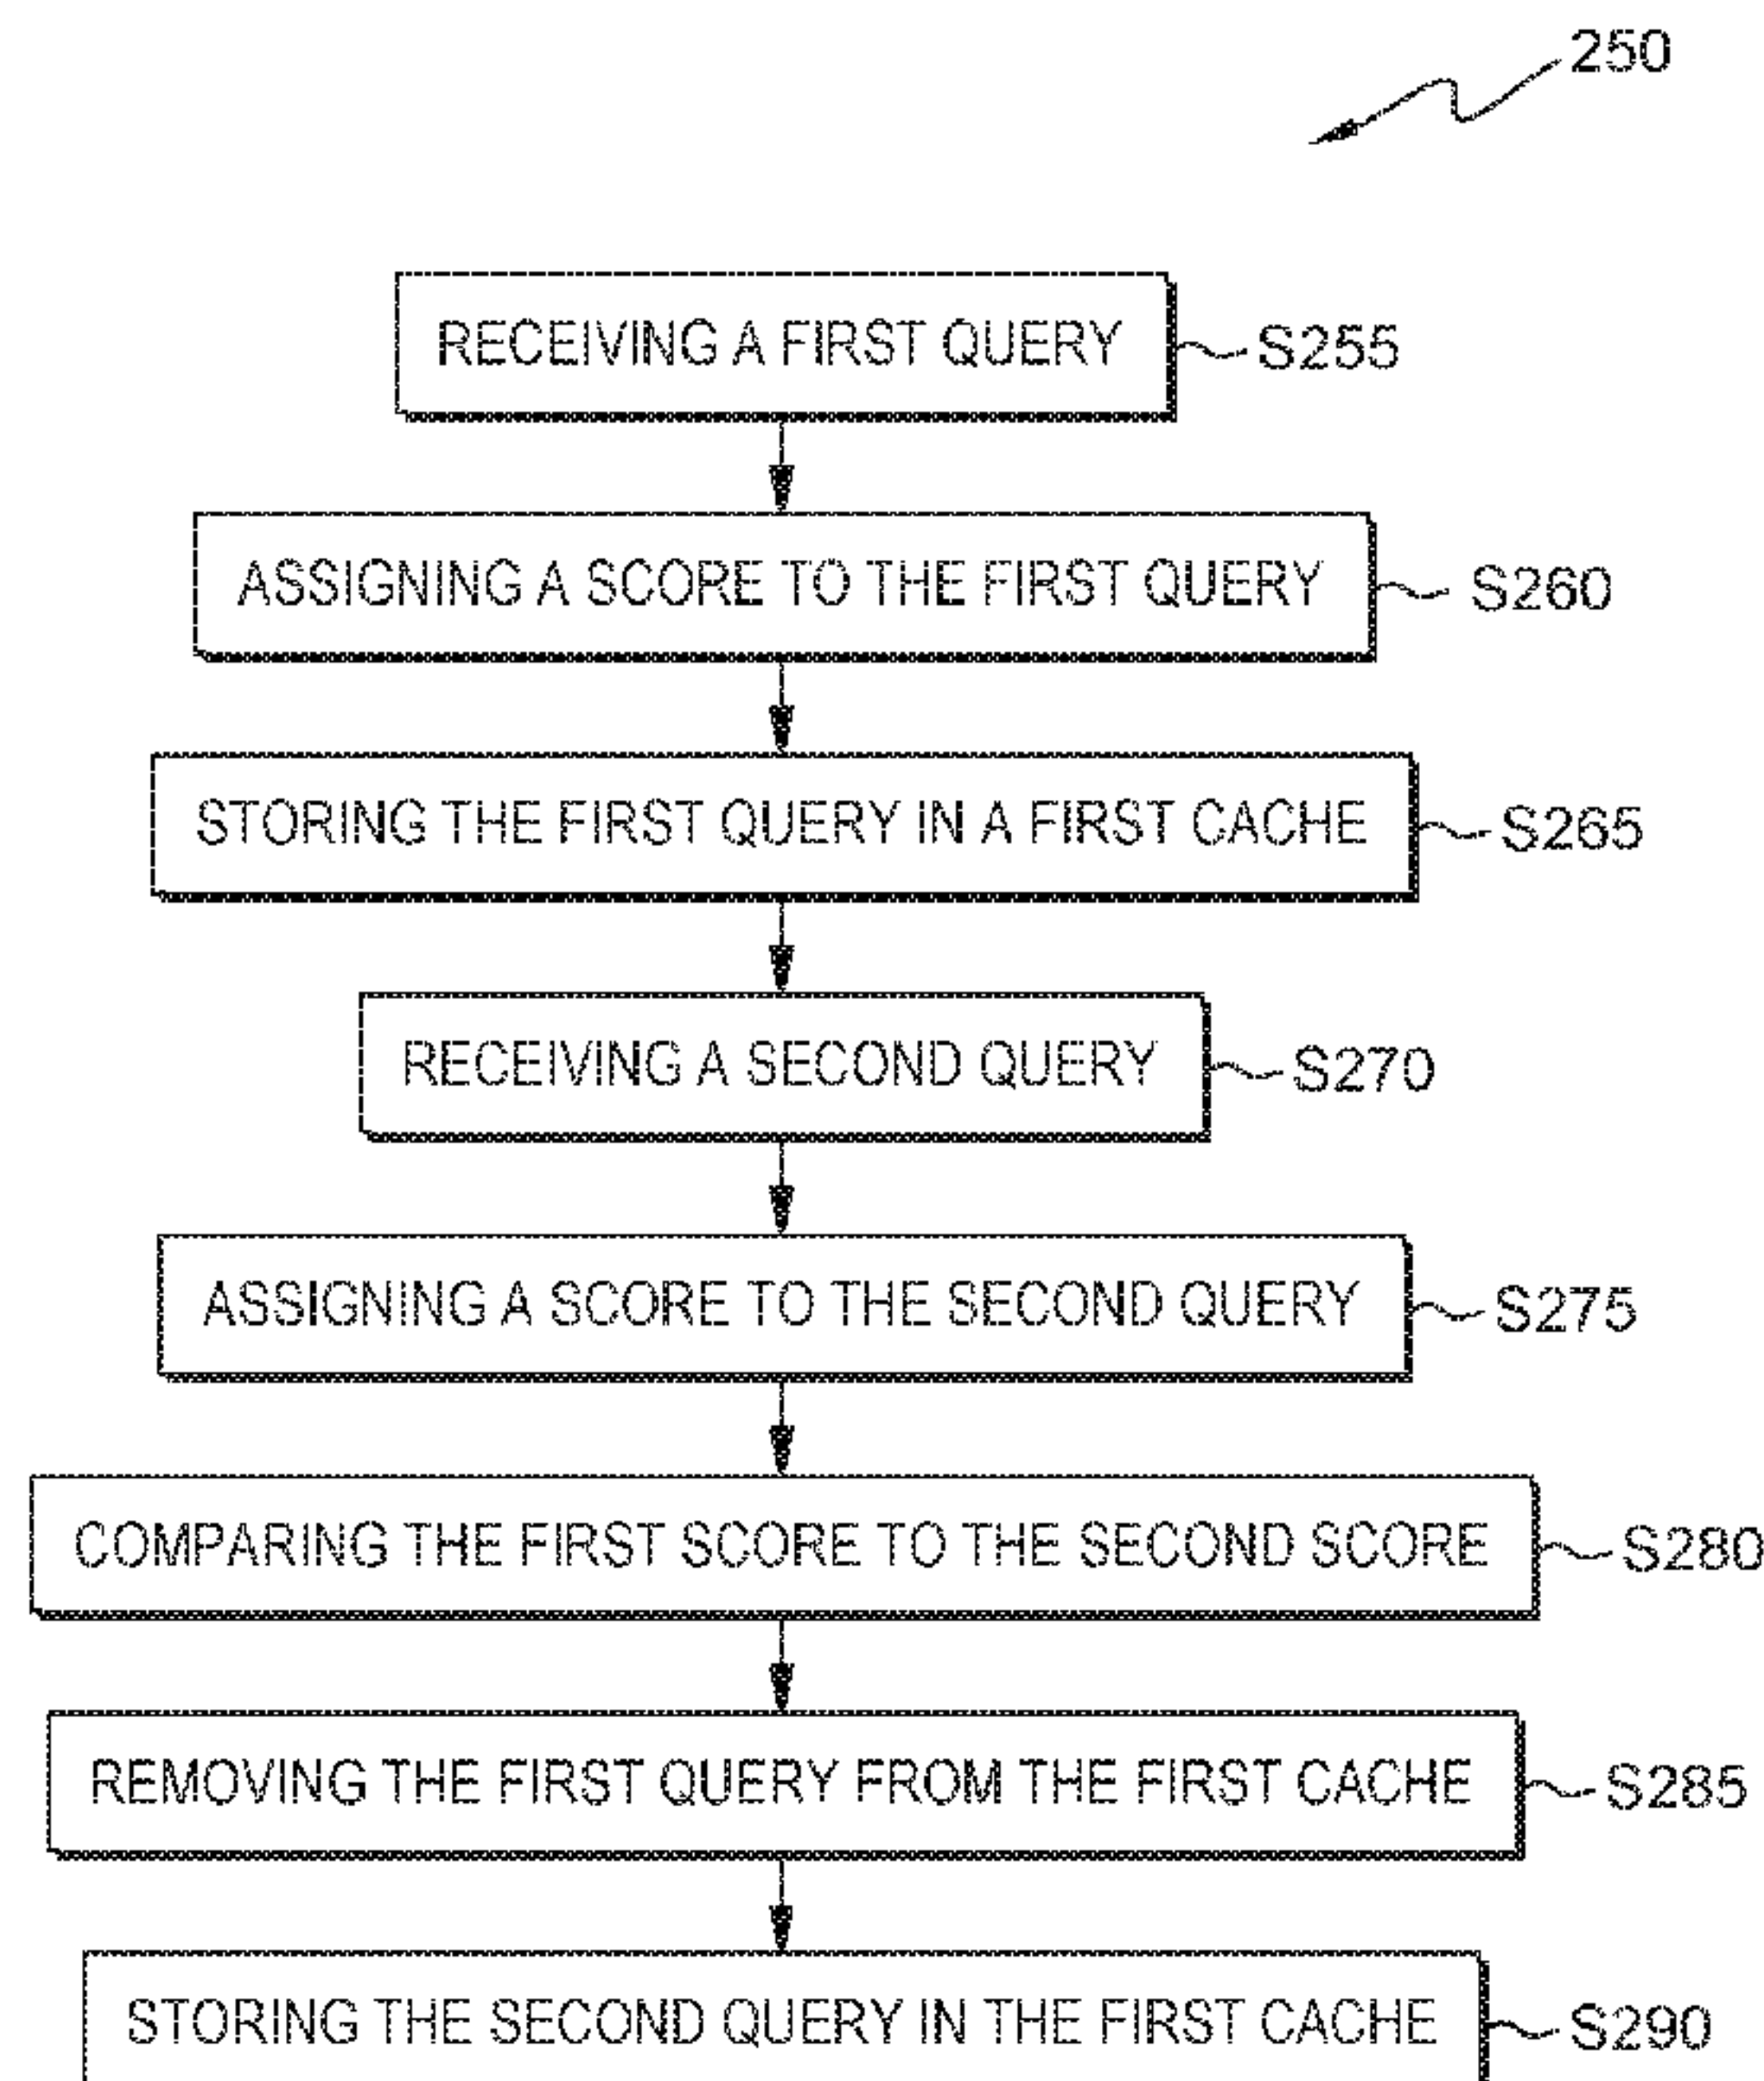 250
RECEIVING A FIRST QUERY S255
ASSIGNING A SCORE TO THE FIRST QUERY S260
STORING THE FIRST QUERY IN A FIRST CACHE S265
RECEIVING A SECOND QUERY S270
ASSIGNING A SCORE TO THE SECOND QUERY S275
COMPARING THE FIRST SCORE TO THE SECOND SCORE S280
REMOVING THE FIRST QUERY FROM THE FIRST CACHE S285
STORING THE SECOND QUERY IN THE FIRST CACHE S290